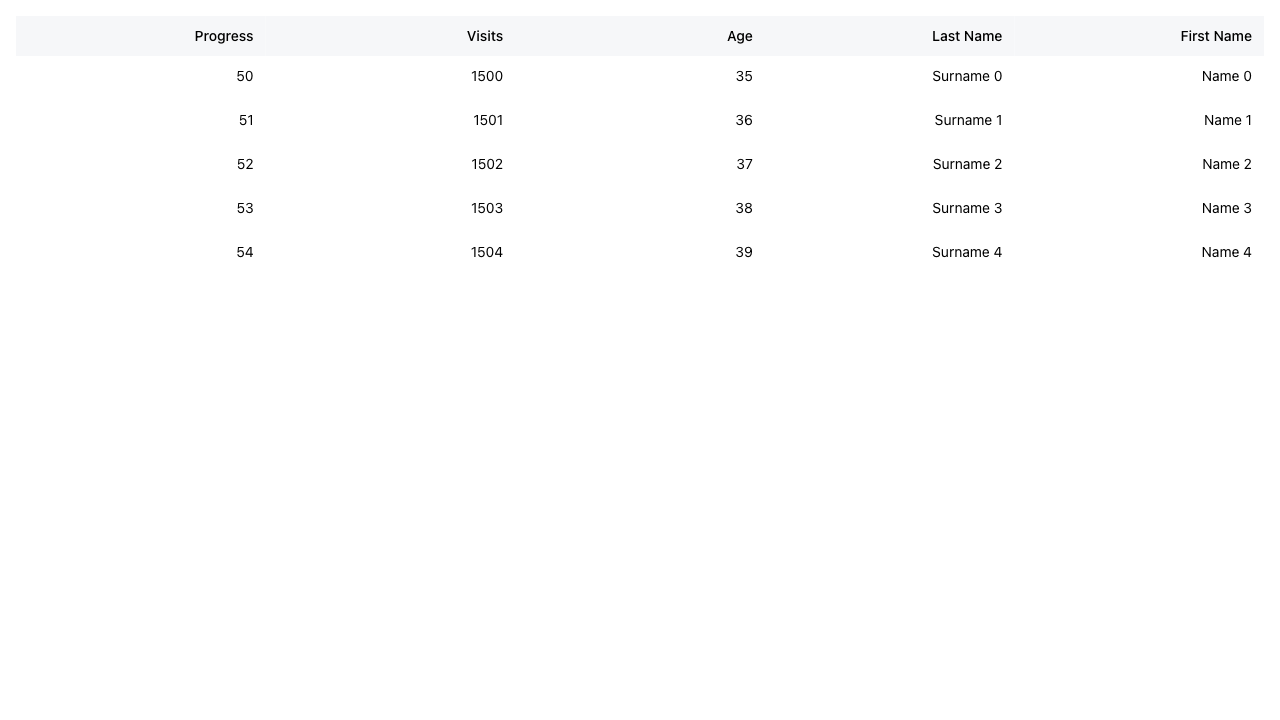 Progress Visits Age Last Name First Name
50 1500 35 Surname 0 Name 0
51 1501 36 Surname 1 Name 1
52 1502 37 Surname 2 Name 2
53 1503 38 Surname 3 Name 3
54 1504 39 Surname 4 Name 4